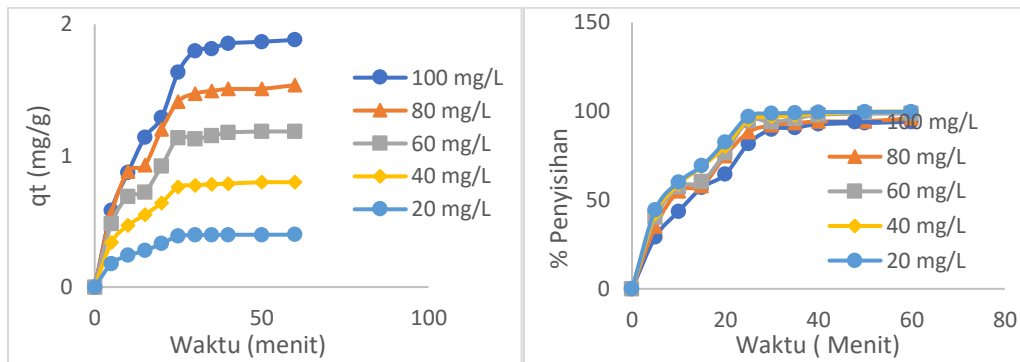 2
1
0
qt (mg/g)
0
50
100
Waktu (menit)
100 mg/L
80 mg/L
60 mg/L
40 mg/L
20 mg/L
150
100
50
0
% Penyisihan
0
20
40
60
80
Waktu ( Menit)
100 mg/L
80 mg/L
60 mg/L
40 mg/L
20 mg/L